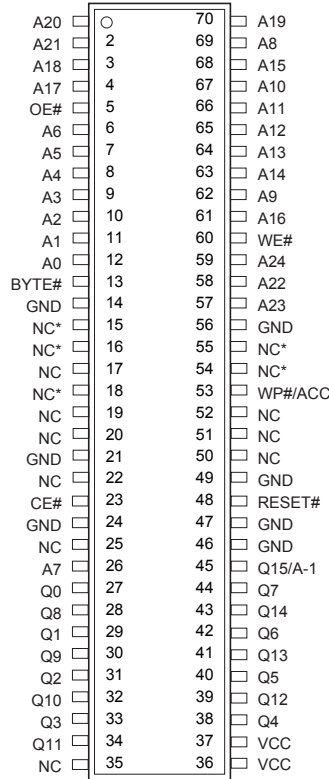 A20 70 A19
A21 2 69 A8
A18 3 68 A15
A17 4 67 A10
OE# 5 66 A11
A6 6 65 A12
A5 7 64 A13
A4 8 63 A14
A3 9 62 A9
A2 10 61 A16
A1 11 60 WE#
A0 12 59 A24
BYTE# 13 58 A22
GND 14 57 A23
NC* 15 56 GND
NC* 16 55 NC*
NC 17 54 NC*
NC* 18 53 WP#/ACC
NC 19 52 NC
NC 20 51 NC
GND 21 50 NC
NC 22 49 GND
CE# 23 48 RESET#
GND 24 47 GND
NC 25 46 GND
A7 26 45 Q15/A-1
Q0 27 44 Q7
Q8 28 43 Q14
Q1 29 42 Q6
Q9 30 41 Q13
Q2 31 40 Q5
Q10 32 39 Q12
Q3 33 38 Q4
Q11 34 37 VCC
NC 35 36 VCC